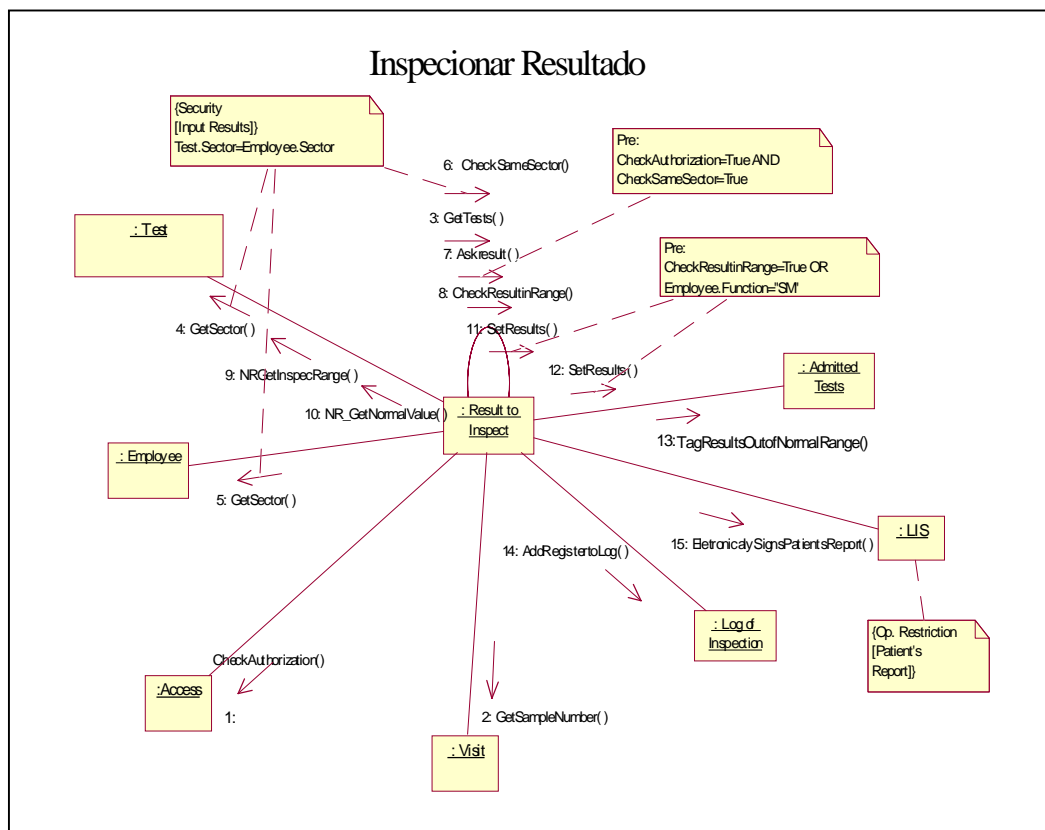 Inspecionar Resultado
{Security
[Input Results]}
Test.Sector=Employee.Sector
Pre:
CheckAuthorization=True AND
CheckSameSector=True
6: CheckSameSector()
3: GetTests( )
7: Askresult( )
8: CheckResultinRange()
11: SetResults( )
12: SetResults( )
Pre:
CheckResultinRange=True OR
Employee.Function="SM"
: Test
4: GetSector( )
9: NRGetInspecRange( )
10: NR_GetNormalValue( )
: Result to
Inspect
: Admitted
Tests
13: TagResultsOutofNormalRange()
: Employee
5: GetSector( )
: LIS
15: EletronicalySignsPatientsReport( )
14: AddRegistertoLog( )
: Log of
Inspection
{Op. Restriction
[Patient's
Report]}
CheckAuthorization()
:Access
1:
2: GetSampleNumber( )
: Visit